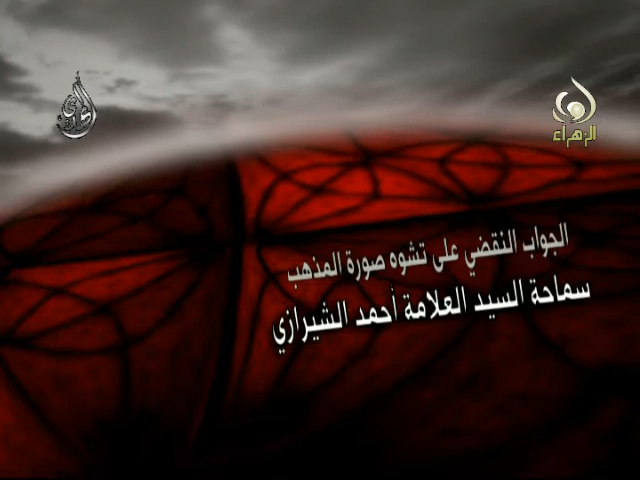 الزهراء
الجواب النقضي على تشوه صورة المذهب
سماحة السيد العلامة أحمد الشيرازي